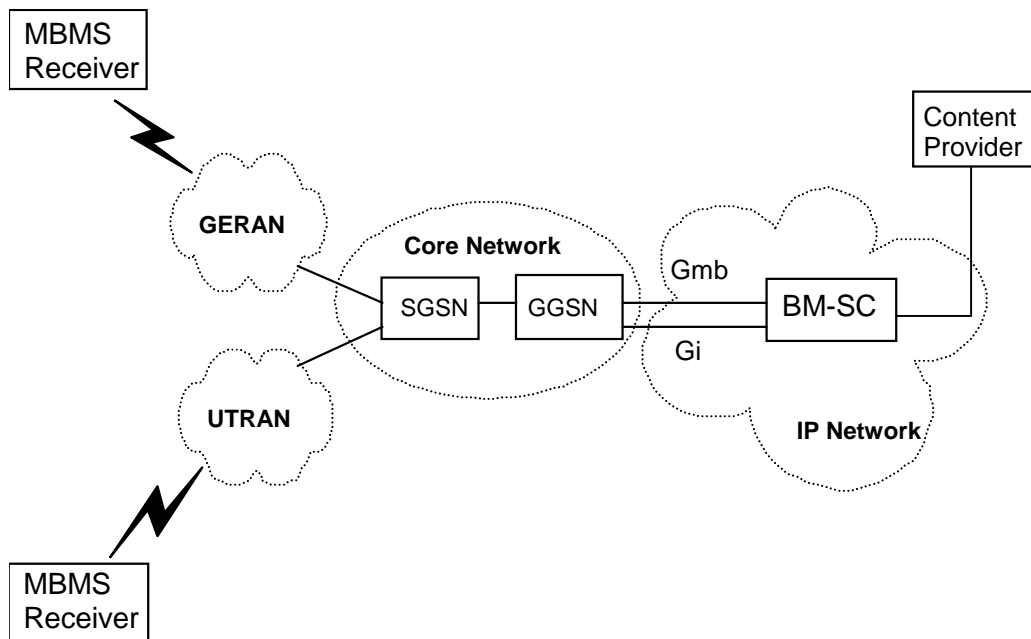 MBMS
Receiver
GERAN
Core Network
SGSN
GGSN
Gmb
Gi
BM-SC
Content
Provider
IP Network
UTRAN
MBMS
Receiver